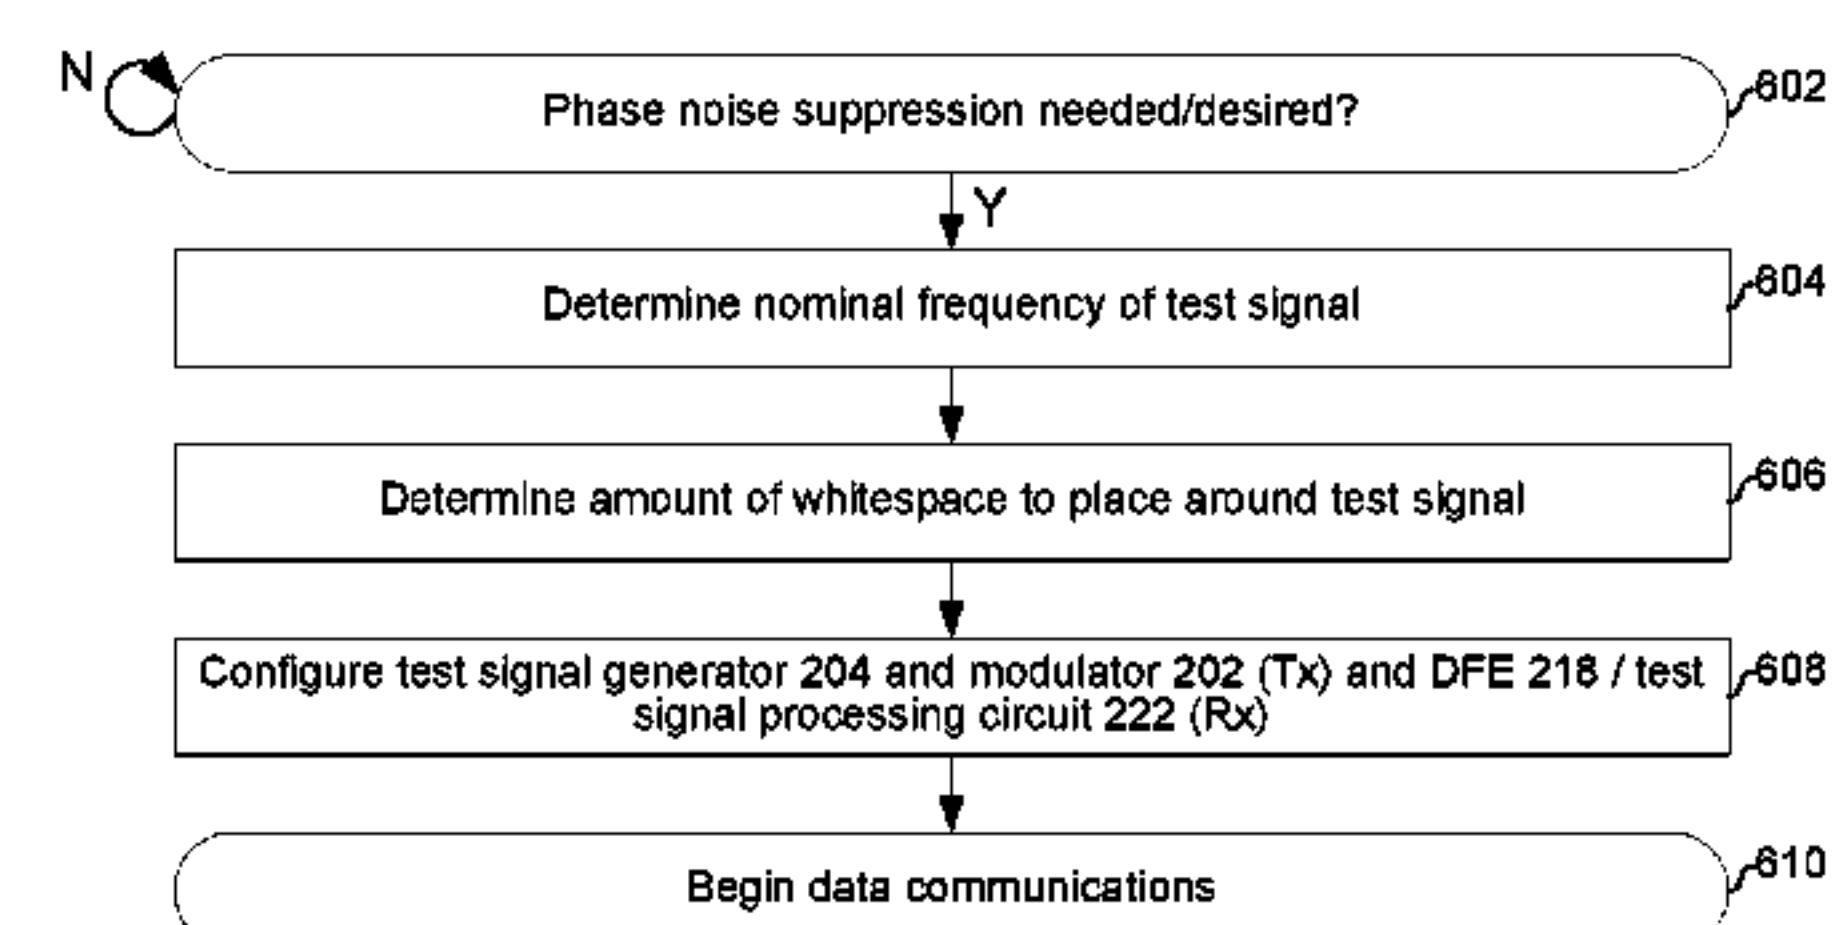 N
Phase noise suppression needed/desired?
602
Y
Determine nominal frequency of test signal
604
Determine amount of whitespace to place around test signal
606
Configure test signal generator 204 and modulator 202 (Tx) and DFE 218 / test
signal processing circuit 222 (Rx)
608
Begin data communications
610